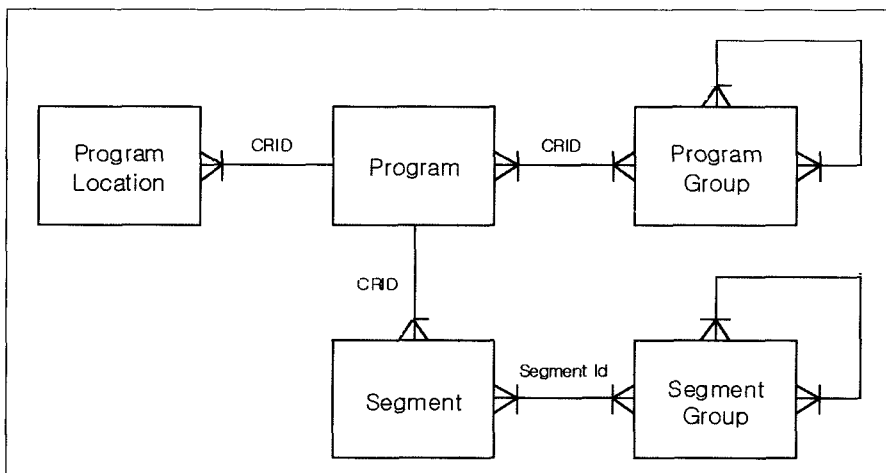 Program
Location
CRID
Program
CRID
Program
Group
CRID
Segment
Segment Id
Segment
Group